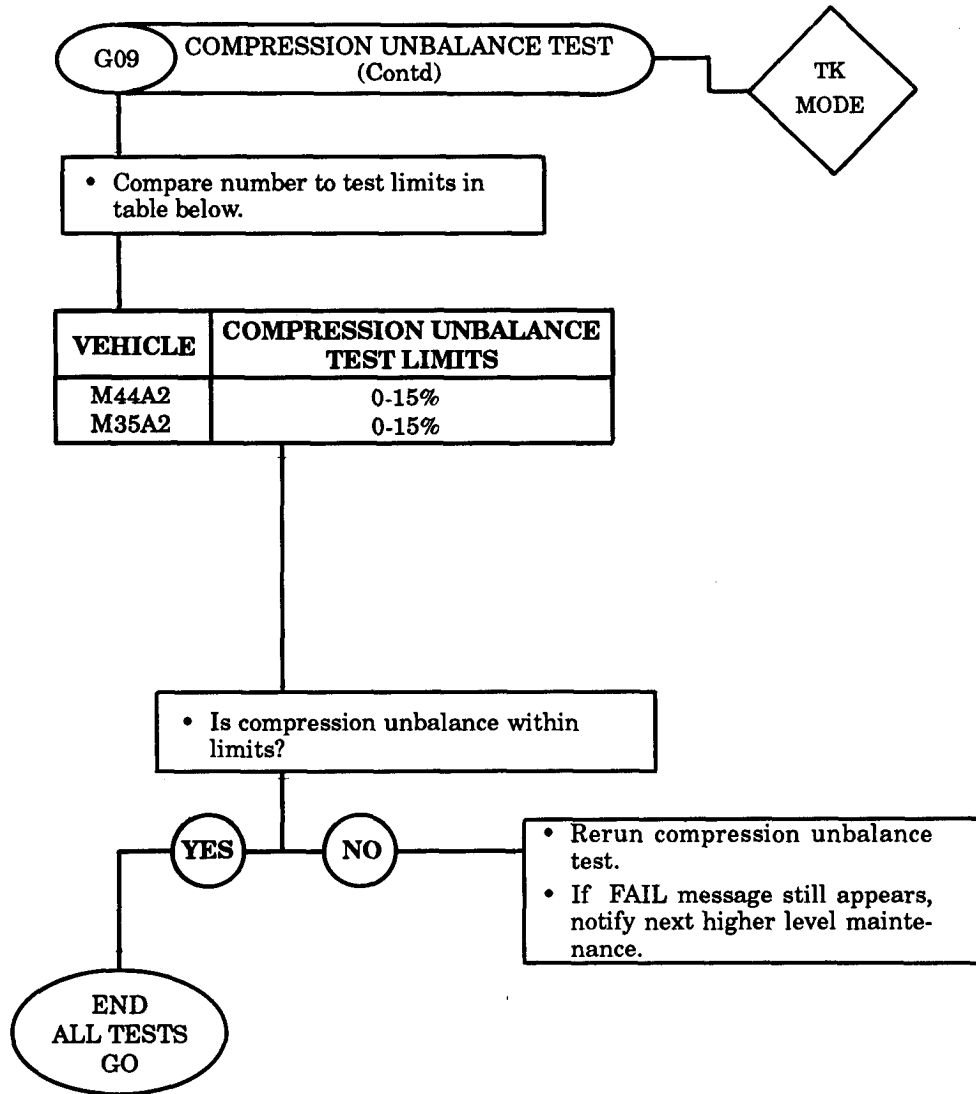 G09
COMPRESSION UNBALANCE TEST
(Contd)
TK
MODE
• Compare number to test limits in
table below.
VEHICLE
COMPRESSION UNBALANCE
TEST LIMITS
M44A2 0-15%
M35A2 0-15%
• Is compression unbalance within
limits?
YES
NO
• Rerun compression unbalance
test.
• If FAIL message still appears,
notify next higher level mainte-
nance.
END
ALL TESTS
GO